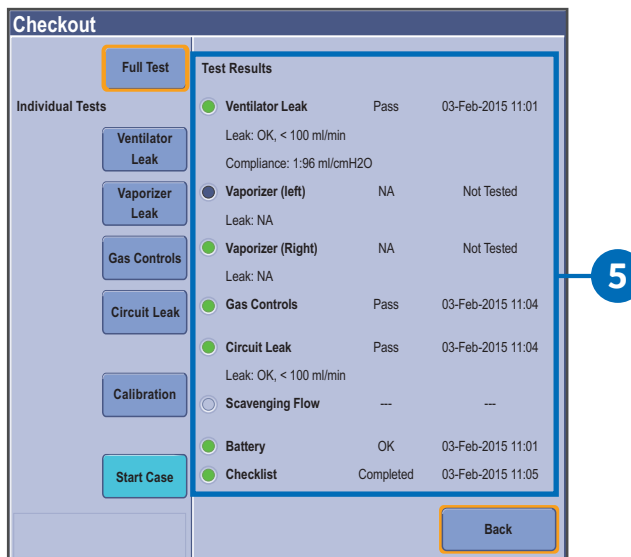 Checkout
Full Test
Individual Tests
Ventilator
Leak
Vaporizer
Leak
Gas Controls
Circuit Leak
Calibration
Start Case
Test Results
Ventilator Leak Pass 03-Feb-2015 11:01
Leak: OK, < 100 ml/min
Compliance: 1:96 ml/cmH2O
Vaporizer (left) NA Not Tested
Leak: NA
Vaporizer (Right) NA Not Tested
Leak: NA
Gas Controls Pass 03-Feb-2015 11:04
Circuit Leak Pass 03-Feb-2015 11:04
Leak: OK, < 100 ml/min
Scavenging Flow --- ---
Battery OK 03-Feb-2015 11:01
Checklist Completed 03-Feb-2015 11:05
Back
5